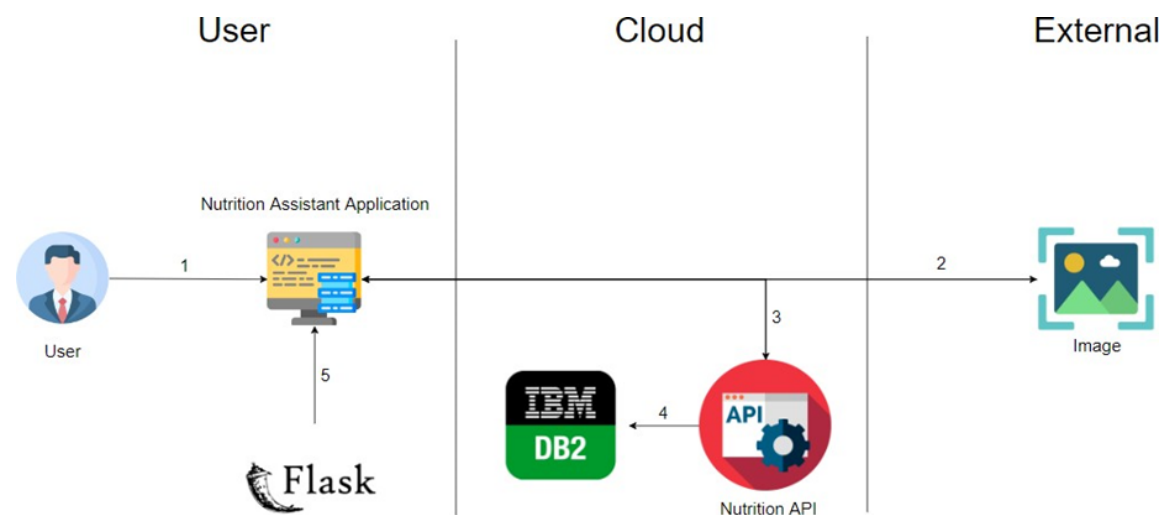 User
Cloud
External
Nutrition Assistant Application
</>
1
2
User
Image
3
5
IBM
DB2
4
API
Flask
Nutrition API